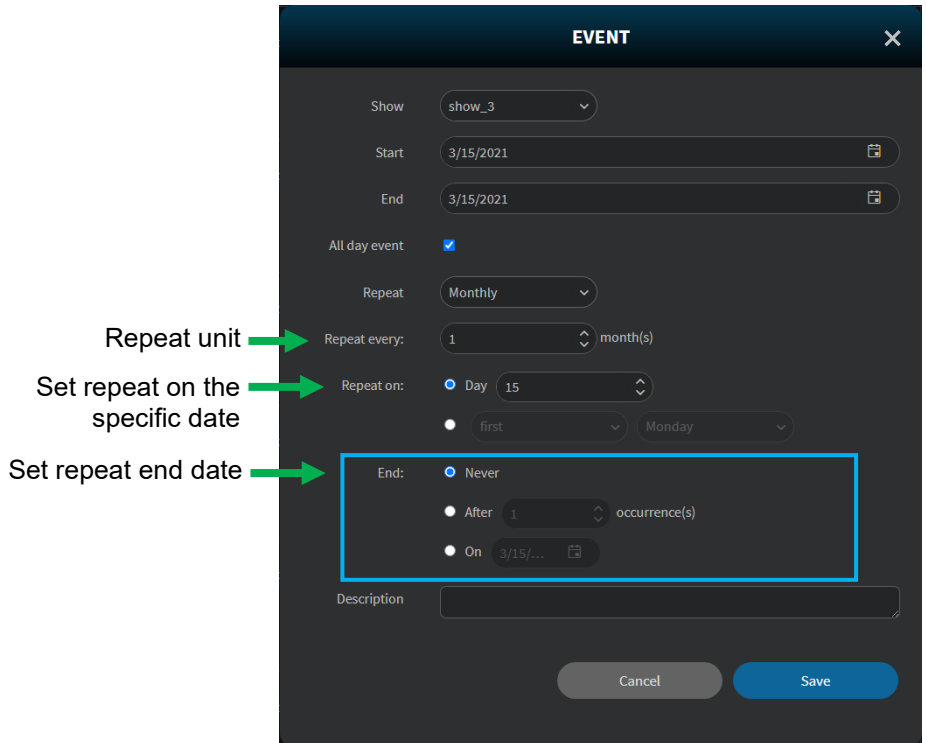 EVENT
Show show_3
Start 3/15/2021
End 3/15/2021
All day event
Repeat Monthly
Repeat unit Repeat every: 1 month(s)
Set repeat on the
specific date
Repeat on: Day 15
first Monday
Set repeat end date End: Never
After 1 occurrence(s)
On 3/15/...
Description
Cancel Save